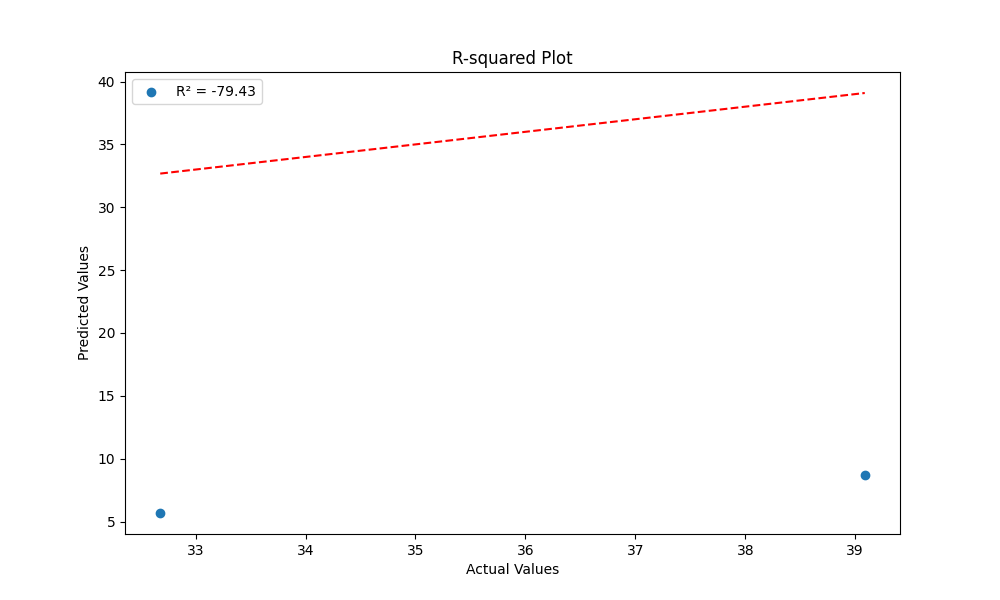 R-squared Plot
R² = -79.43
40
35
30
25
20
15
10
5
Predicted Values
33 34 35 36 37 38 39
Actual Values